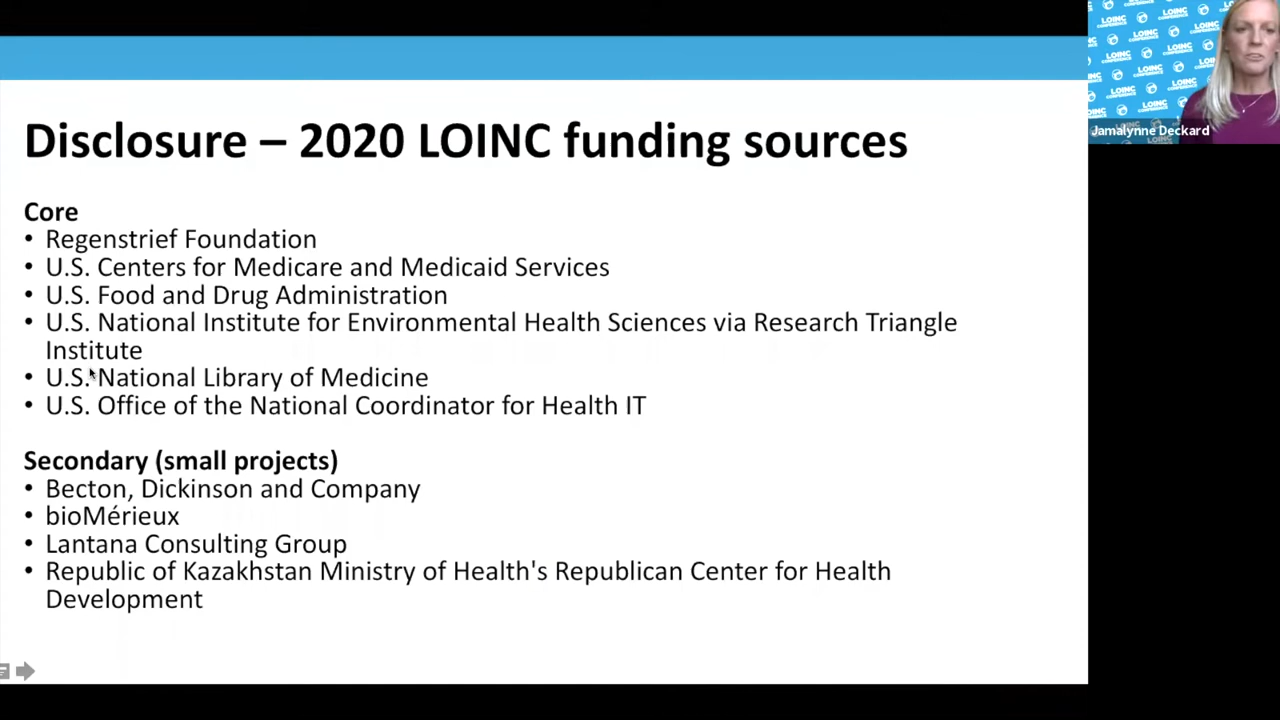 Disclosure – 2020 LOINC funding sources
Core
• Regenstrief Foundation
• U.S. Centers for Medicare and Medicaid Services
• U.S. Food and Drug Administration
• U.S. National Institute for Environmental Health Sciences via Research Triangle
Institute
• U.S. National Library of Medicine
• U.S. Office of the National Coordinator for Health IT
Secondary (small projects)
• Becton, Dickinson and Company
• bioMérieux
• Lantana Consulting Group
• Republic of Kazakhstan Ministry of Health's Republican Center for Health
Development
LOINC
CONFERENCE
Jamalynne Deckard